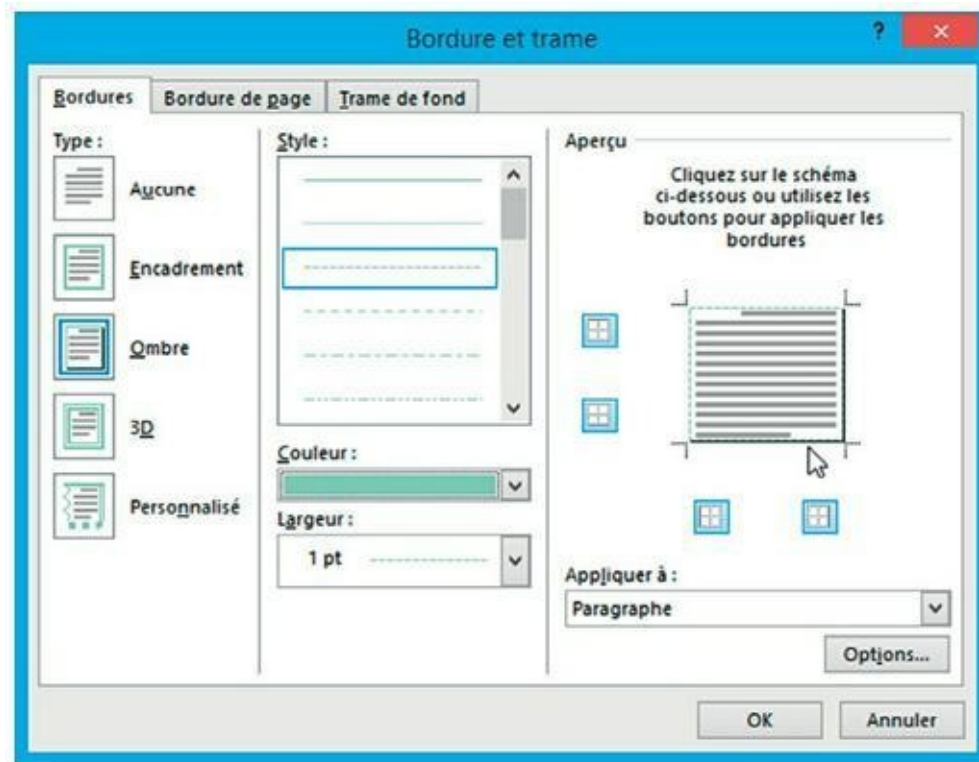 Bordure et trame
?
Bordures
Bordure de page
Trame de fond
Type :
Aucune
Encadrement
Ombre
3D
Personnalisé
Style :
Couleur :
Largeur :
1 pt
Aperçu
Cliquez sur le schéma
ci-dessous ou utilisez les
boutons pour appliquer les
bordures
Appliquer à :
Paragraphe
Options...
OK
Annuler